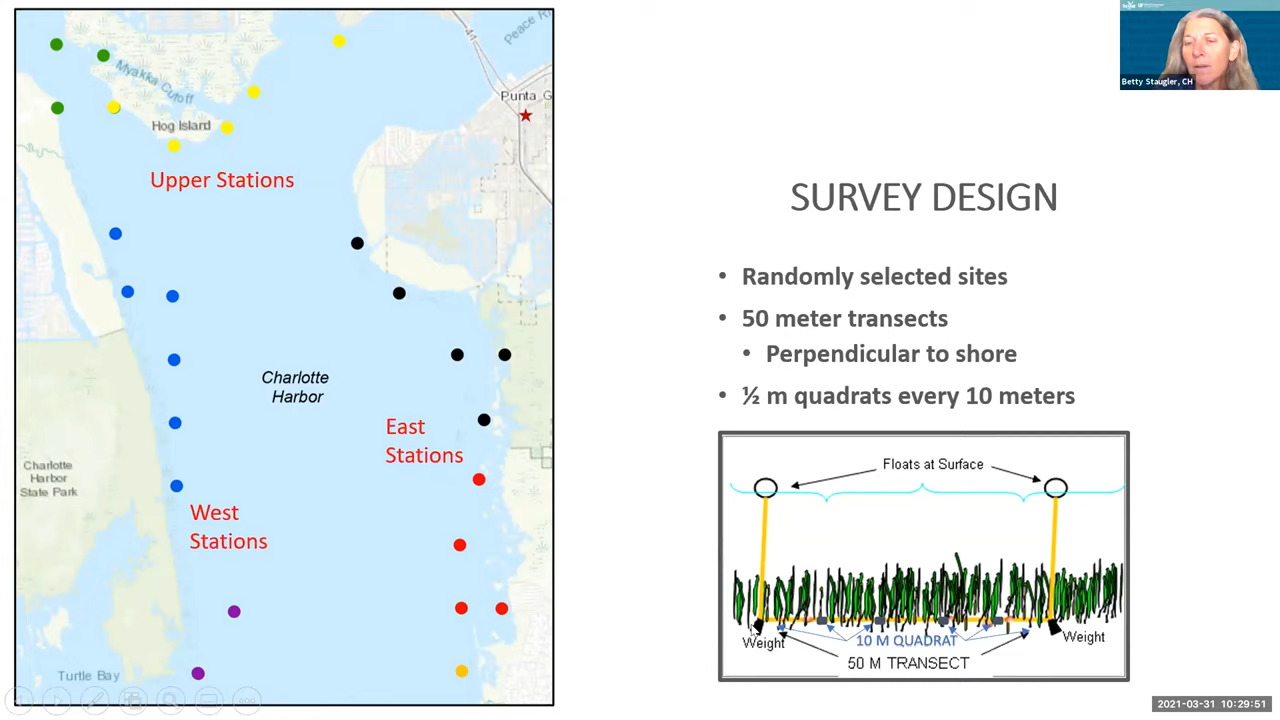 Peace Ri
41
Myakka Cutoff
Punta G
Hog Island
Upper Stations
Charlotte
Harbor
East
Stations
Charlotte
Harbor
State Park
West
Stations
Turtle Bay
SURVEY DESIGN
• Randomly selected sites
• 50 meter transects
• Perpendicular to shore
• ½ m quadrats every 10 meters
Floats at Surface
Weight
10 M QUADRAT
Weight
50 M TRANSECT
Betty Staugler, CH
2021-03-31 10:29:51